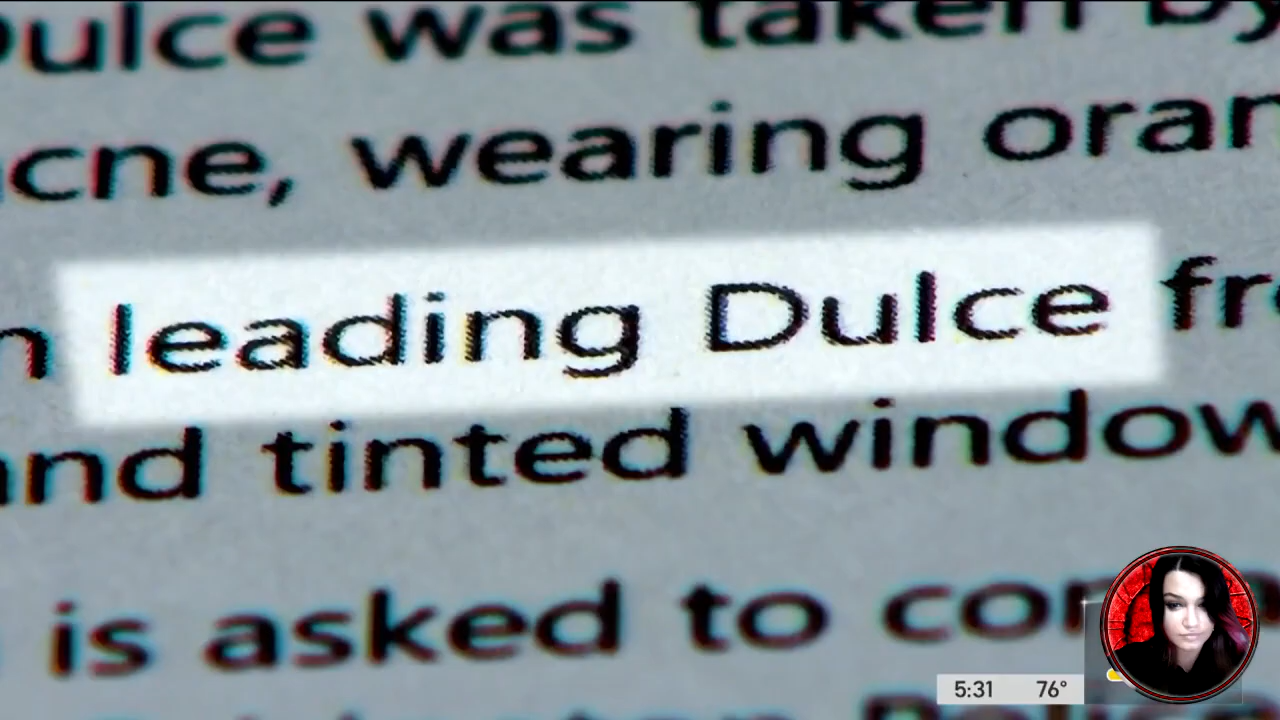 Dulce was taken by
acne, wearing oran
n leading Dulce fr
and tinted window
is asked to con
5:31 76°